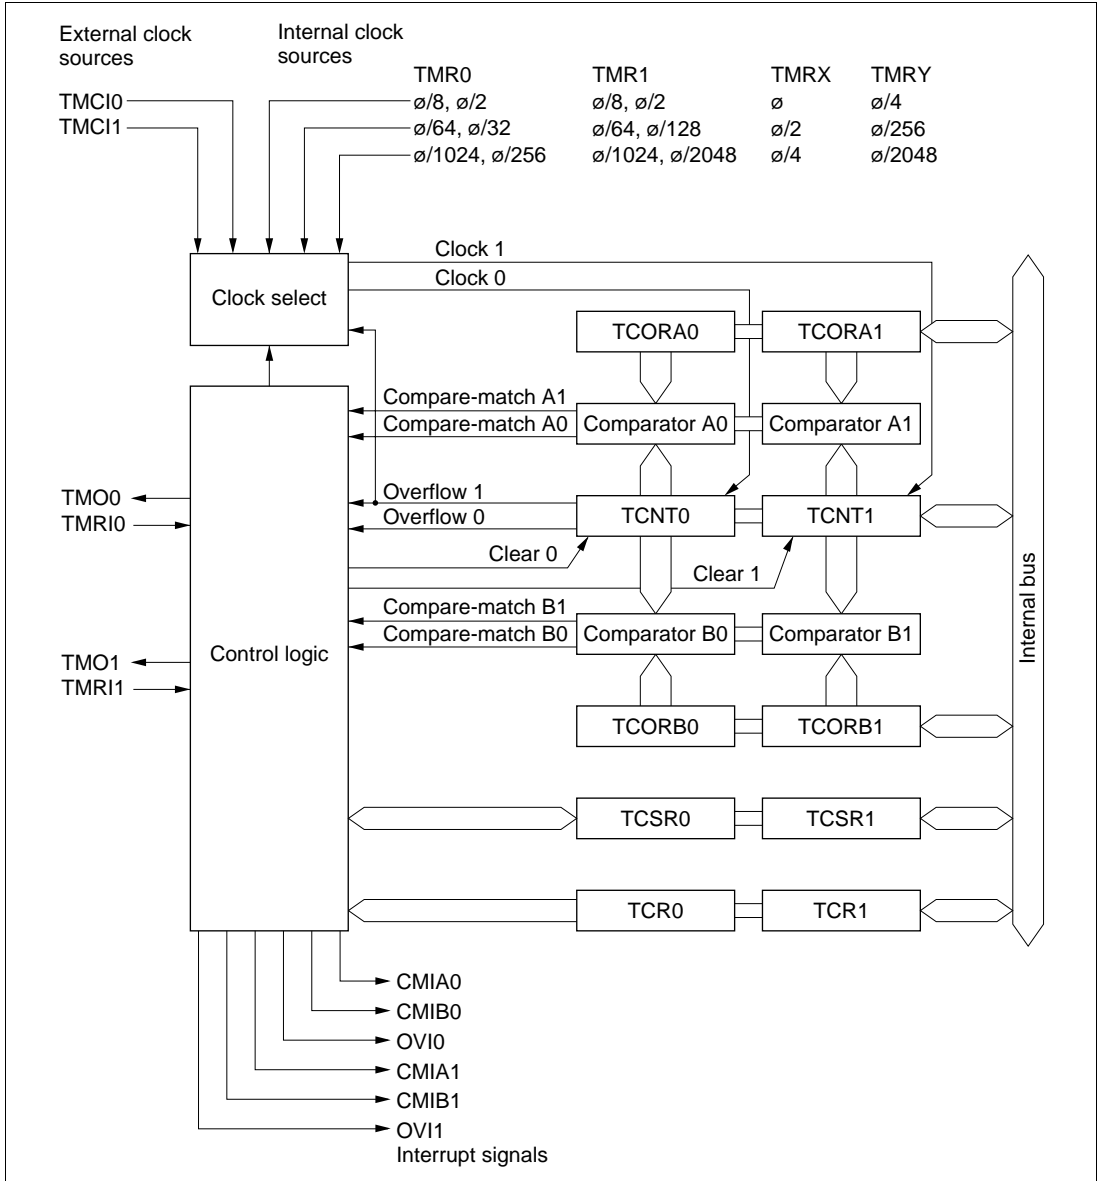 External clock
sources
Internal clock
sources
TMR0 TMR1 TMRX TMRY
TMCI0 ø/8, ø/2 ø/8, ø/2 ø ø/4
TMCI1 ø/64, ø/32 ø/64, ø/128 ø/2 ø/256
ø/1024, ø/256 ø/1024, ø/2048 ø/4 ø/2048
Clock 1
Clock 0
Clock select
TCORA0 TCORA1
Compare-match A1
Compare-match A0
Comparator A0 Comparator A1
TMO0
TMRI0
Overflow 1
Overflow 0
TCNT0 TCNT1
Clear 0
Clear 1
Compare-match B1
Compare-match B0
Comparator B0 Comparator B1
Internal bus
Control logic
TMO1
TMRI1
TCORB0 TCORB1
TCSR0 TCSR1
TCR0 TCR1
CMIA0
CMIB0
OVI0
CMIA1
CMIB1
OVI1
Interrupt signals